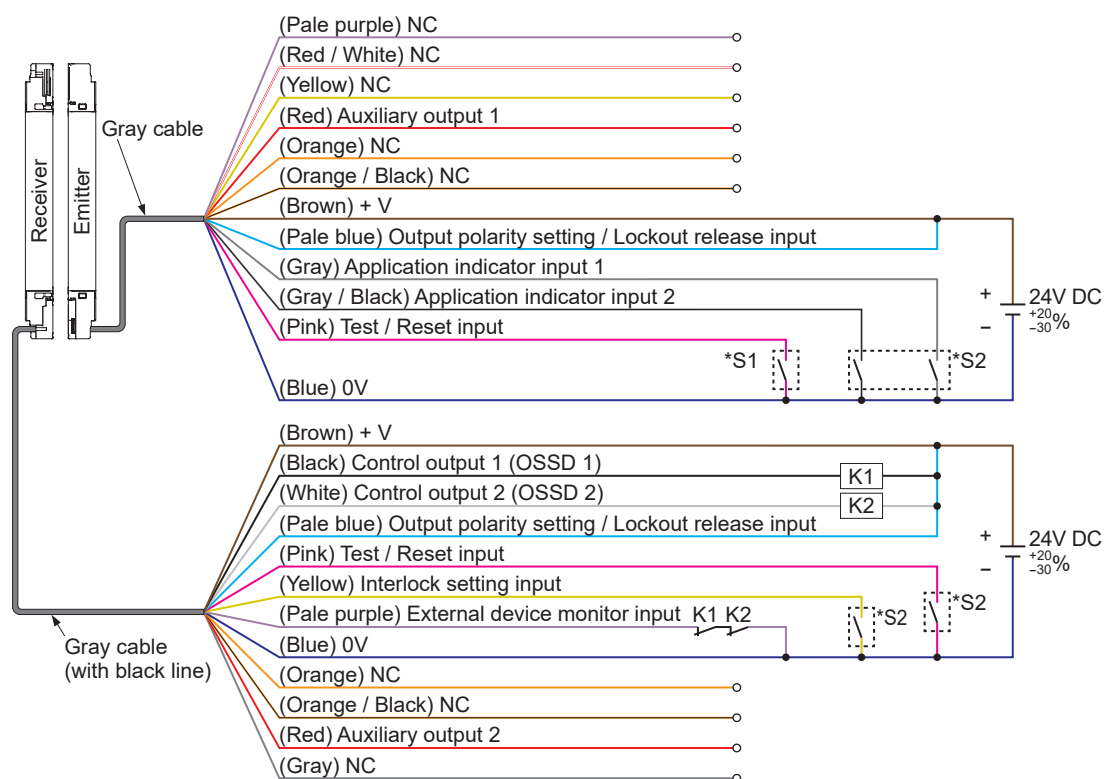 (Pale purple) NC
(Red / White) NC
(Yellow) NC
(Red) Auxiliary output 1
(Orange) NC
(Orange / Black) NC
(Brown) + V
(Pale blue) Output polarity setting / Lockout release input
(Gray) Application indicator input 1
(Gray / Black) Application indicator input 2
(Pink) Test / Reset input
(Blue) 0V
Gray cable
Receiver
Emitter
*S1
*S2
+
−
24V DC
+20
−30%
(Brown) + V
(Black) Control output 1 (OSSD 1)
K1
(White) Control output 2 (OSSD 2)
K2
(Pale blue) Output polarity setting / Lockout release input
(Pink) Test / Reset input
(Yellow) Interlock setting input
(Pale purple) External device monitor input K1 K2
(Blue) 0V
*S2
*S2
+
−
24V DC
+20
−30%
Gray cable
(with black line)
(Orange) NC
(Orange / Black) NC
(Red) Auxiliary output 2
(Gray) NC